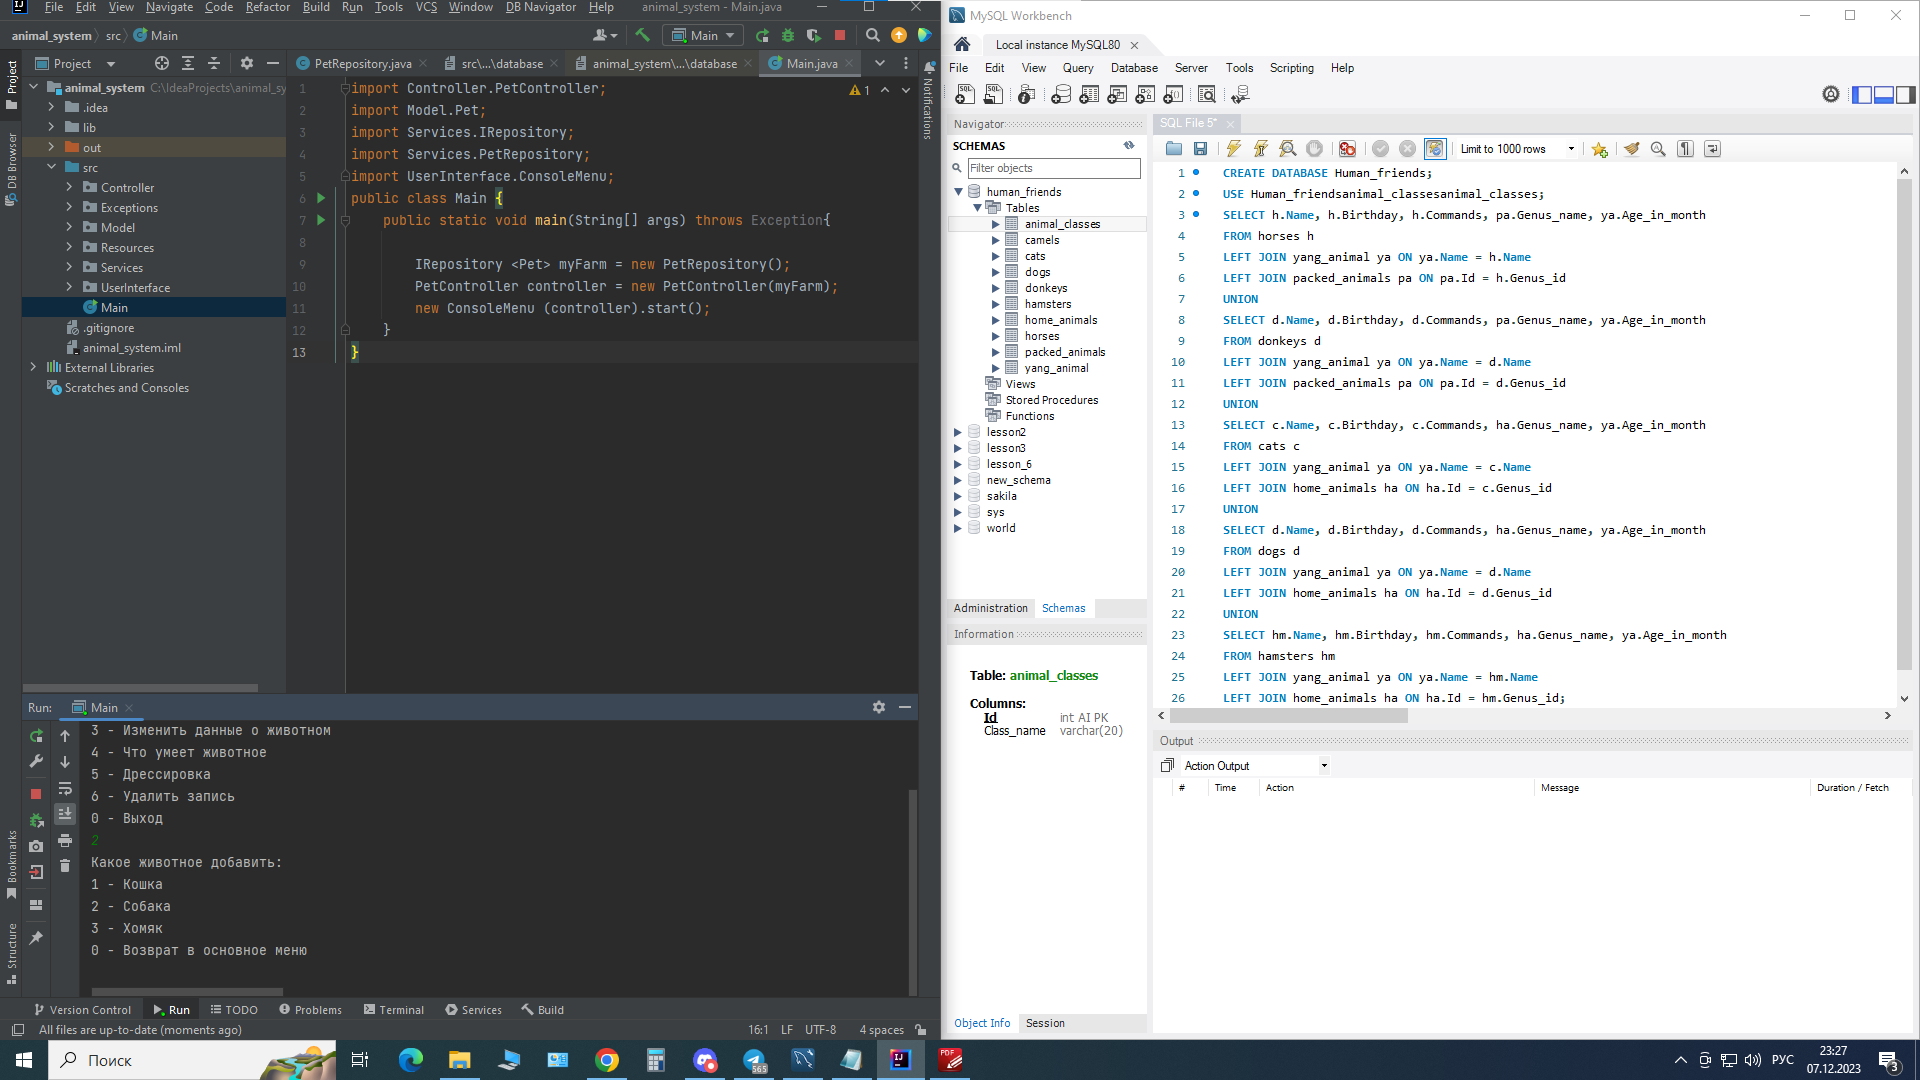 File Edit View Navigate Code Refactor Build Run Tools VCS Window DB Navigator Help animal_system - Main.java
animal_system src Main
Main
Project
PetRepository.java src\...\database animal_system\...\database Main.java
animal_system C:\IdeaProjects\animal_sy
.idea
lib
out
src
Controller
Exceptions
Model
Resources
Services
UserInterface
Main
.gitignore
animal_system.iml
External Libraries
Scratches and Consoles
Project
DB Browser
Bookmarks
Structure
Notifications
1
1 import Controller.PetController;
2 import Model.Pet;
3 import Services.IRepository;
4 import Services.PetRepository;
5 import UserInterface.ConsoleMenu;
6 public class Main {
7 public static void main(String[] args) throws Exception{
8
9 IRepository <Pet> myFarm = new PetRepository();
10 PetController controller = new PetController(myFarm);
11 new ConsoleMenu (controller).start();
12 }
13 }
Run: Main
3 - Изменить данные о животном
4 - Что умеет животное
5 - Дрессировка
6 - Удалить запись
0 - Выход
2
Какое животное добавить:
1 - Кошка
2 - Собака
3 - Хомяк
0 - Возврат в основное меню
Version Control Run TODO Problems Terminal Services Build
All files are up-to-date (moments ago) 16:1 LF UTF-8 4 spaces
MySQL Workbench
Local instance MySQL80
File Edit View Query Database Server Tools Scripting Help
Navigator
SCHEMAS
Filter objects
human_friends
Tables
animal_classes
camels
cats
dogs
donkeys
hamsters
home_animals
horses
packed_animals
yang_animal
Views
Stored Procedures
Functions
lesson2
lesson3
lesson_6
new_schema
sakila
sys
world
Administration Schemas
Information
Table: animal_classes
Columns:
Id int AI PK
Class_name varchar(20)
Object Info Session
SQL File 5*
Limit to 1000 rows
1 CREATE DATABASE Human_friends;
2 USE Human_friendsanimal_classesanimal_classes;
3 SELECT h.Name, h.Birthday, h.Commands, pa.Genus_name, ya.Age_in_month
4 FROM horses h
5 LEFT JOIN yang_animal ya ON ya.Name = h.Name
6 LEFT JOIN packed_animals pa ON pa.Id = h.Genus_id
7 UNION
8 SELECT d.Name, d.Birthday, d.Commands, pa.Genus_name, ya.Age_in_month
9 FROM donkeys d
10 LEFT JOIN yang_animal ya ON ya.Name = d.Name
11 LEFT JOIN packed_animals pa ON pa.Id = d.Genus_id
12 UNION
13 SELECT c.Name, c.Birthday, c.Commands, ha.Genus_name, ya.Age_in_month
14 FROM cats c
15 LEFT JOIN yang_animal ya ON ya.Name = c.Name
16 LEFT JOIN home_animals ha ON ha.Id = c.Genus_id
17 UNION
18 SELECT d.Name, d.Birthday, d.Commands, ha.Genus_name, ya.Age_in_month
19 FROM dogs d
20 LEFT JOIN yang_animal ya ON ya.Name = d.Name
21 LEFT JOIN home_animals ha ON ha.Id = d.Genus_id
22 UNION
23 SELECT hm.Name, hm.Birthday, hm.Commands, ha.Genus_name, ya.Age_in_month
24 FROM hamsters hm
25 LEFT JOIN yang_animal ya ON ya.Name = hm.Name
26 LEFT JOIN home_animals ha ON ha.Id = hm.Genus_id;
Output
Action Output
# Time Action Message Duration / Fetch
Поиск
565
IJ
PDF
РУС
23:27
07.12.2023
3